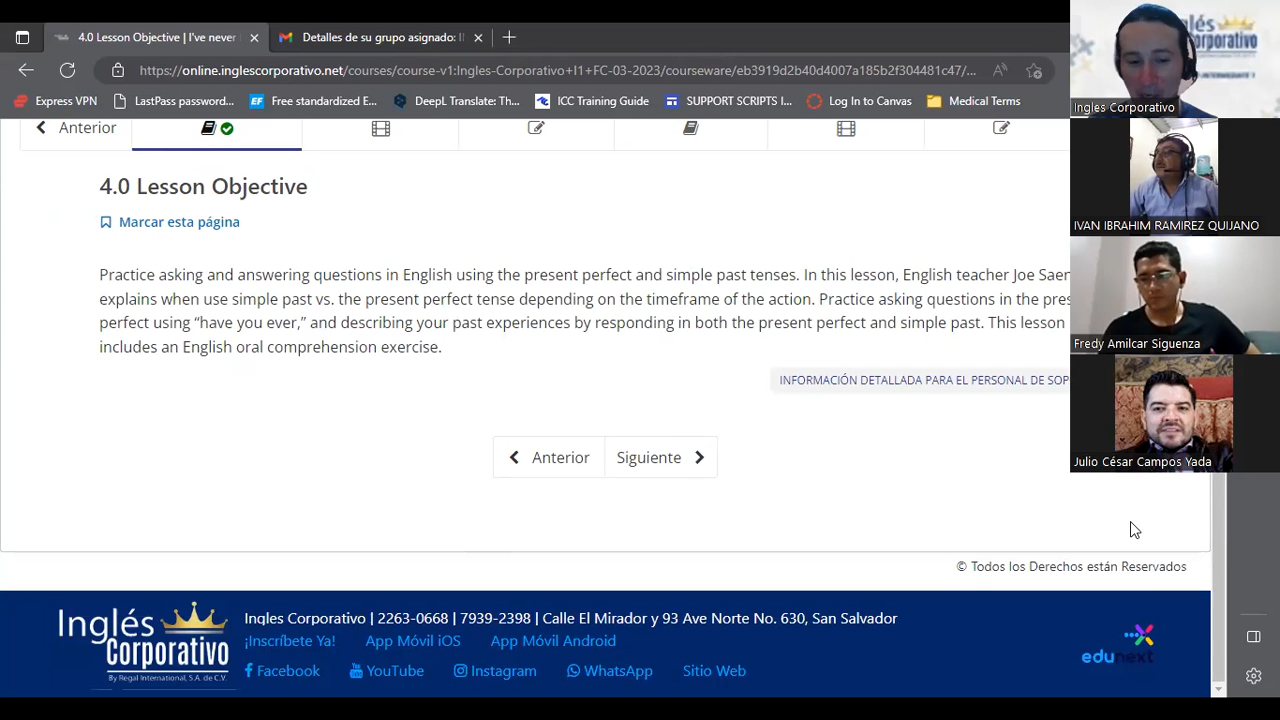 4.0 Lesson Objective | I've never
Detalles de su grupo asignado: II
https://online.inglescorporativo.net/courses/course-v1:Ingles-Corporativo+I1+FC-03-2023/courseware/eb3919d2b40d4007a185b2f304481c47/...
Express VPN
LastPass password...
Free standardized E...
DeepL Translate: Th...
ICC Training Guide
SUPPORT SCRIPTS I...
Log In to Canvas
Medical Terms
Anterior
4.0 Lesson Objective
Marcar esta página
Practice asking and answering questions in English using the present perfect and simple past tenses. In this lesson, English teacher Joe Saen
explains when use simple past vs. the present perfect tense depending on the timeframe of the action. Practice asking questions in the pres
perfect using “have you ever,” and describing your past experiences by responding in both the present perfect and simple past. This lesson
includes an English oral comprehension exercise.
INFORMACIÓN DETALLADA PARA EL PERSONAL DE SOP
Anterior
Siguiente
© Todos los Derechos están Reservados
Inglés
Corporativo
By Regal International, S.A. de C.V.
Ingles Corporativo | 2263-0668 | 7939-2398 | Calle El Mirador y 93 Ave Norte No. 630, San Salvador
¡Inscríbete Ya!
App Móvil iOS
App Móvil Android
Facebook
YouTube
Instagram
WhatsApp
Sitio Web
edunext
Inglés
Corporativo
Ingles Corporativo
IVAN IBRAHIM RAMIREZ QUIJANO
Fredy Amilcar Siguenza
Julio César Campos Yada